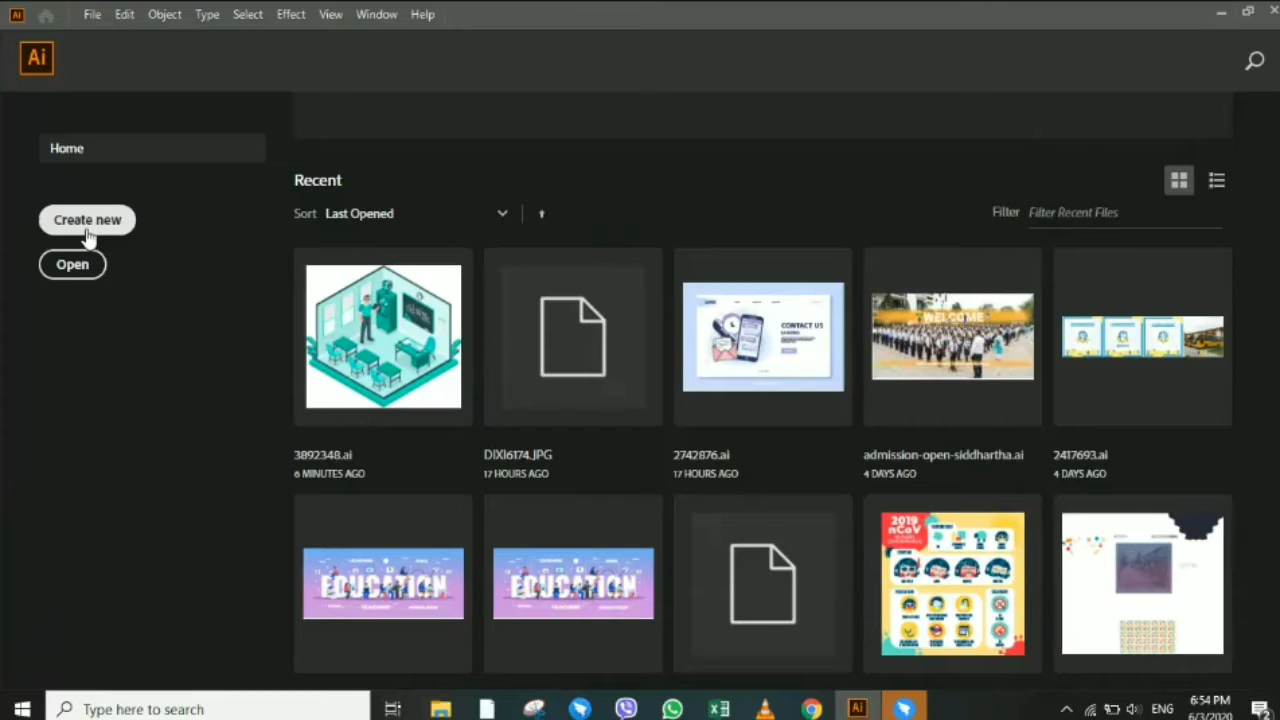 Ai File Edit Object Type Select Effect View Window Help
Ai
Home
Create new
Open
Recent
Sort Last Opened
Filter Filter Recent Files
CONTACT US
WELCOME
3892348.ai
6 MINUTES AGO
DIXI6174.JPG
17 HOURS AGO
2742876.ai
17 HOURS AGO
admission-open-siddhartha.ai
4 DAYS AGO
2417693.ai
4 DAYS AGO
EDUCATION
EDUCATION
2019
nCoV
Type here to search
Ai
ENG
6:54 PM
6/3/2020